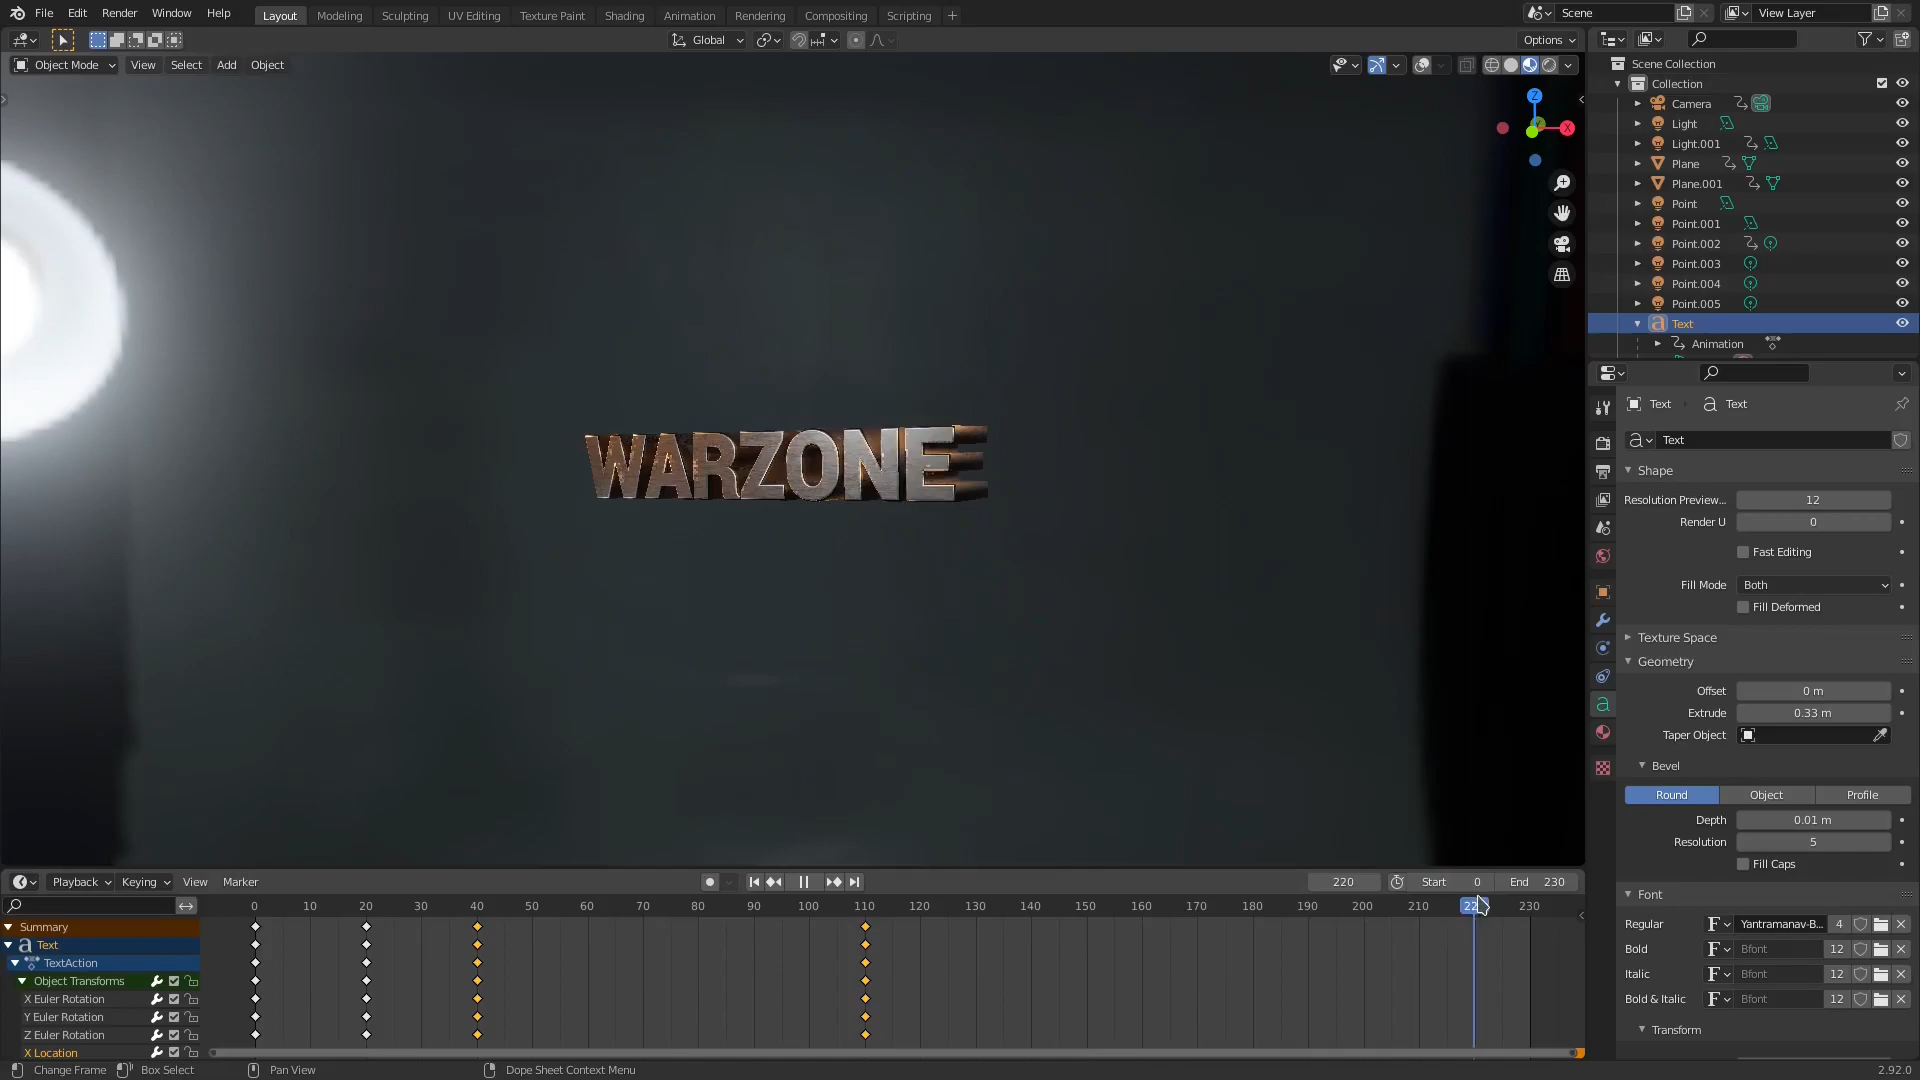 File Edit Render Window Help Layout Modeling Sculpting UV Editing Texture Paint Shading Animation Rendering Compositing Scripting + Scene View Layer
Global Options
Object Mode View Select Add Object
Scene Collection
Collection
Camera
Light
Light.001
Plane
Plane.001
Point
Point.001
Point.002
Point.003
Point.004
Point.005
Text
Animation
Z
X
WARZONE
Text Text
Text
Shape
Resolution Preview... 12
Render U 0
Fast Editing
Fill Mode Both
Fill Deformed
Texture Space
Geometry
Offset 0 m
Extrude 0.33 m
Taper Object
Bevel
Round Object Profile
Depth 0.01 m
Resolution 5
Fill Caps
Font
Regular F Yantramanav-B... 4
Bold F Bfont 12
Italic F Bfont 12
Bold & Italic F Bfont 12
Transform
Playback Keying View Marker 220 Start 0 End 230
0 10 20 30 40 50 60 70 80 90 100 110 120 130 140 150 160 170 180 190 200 210 22 230
Summary
Text
TextAction
Object Transforms
X Euler Rotation
Y Euler Rotation
Z Euler Rotation
X Location
Change Frame Box Select Pan View Dope Sheet Context Menu 2.92.0